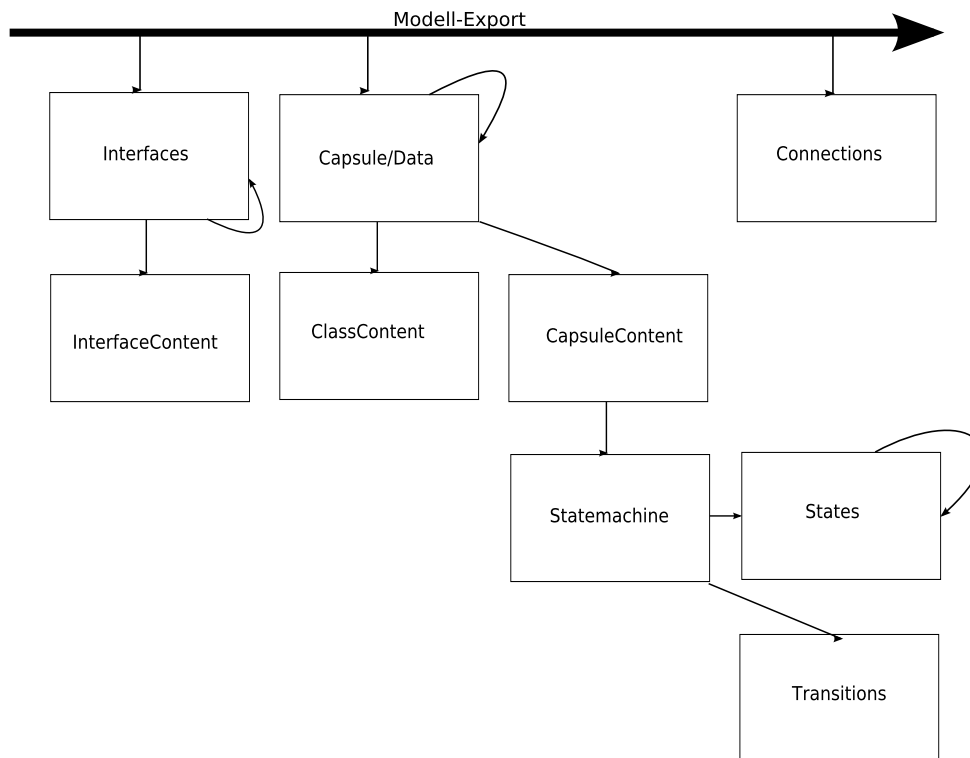 Modell-Export
Interfaces
Capsule/Data
Connections
InterfaceContent
ClassContent
CapsuleContent
Statemachine
States
Transitions